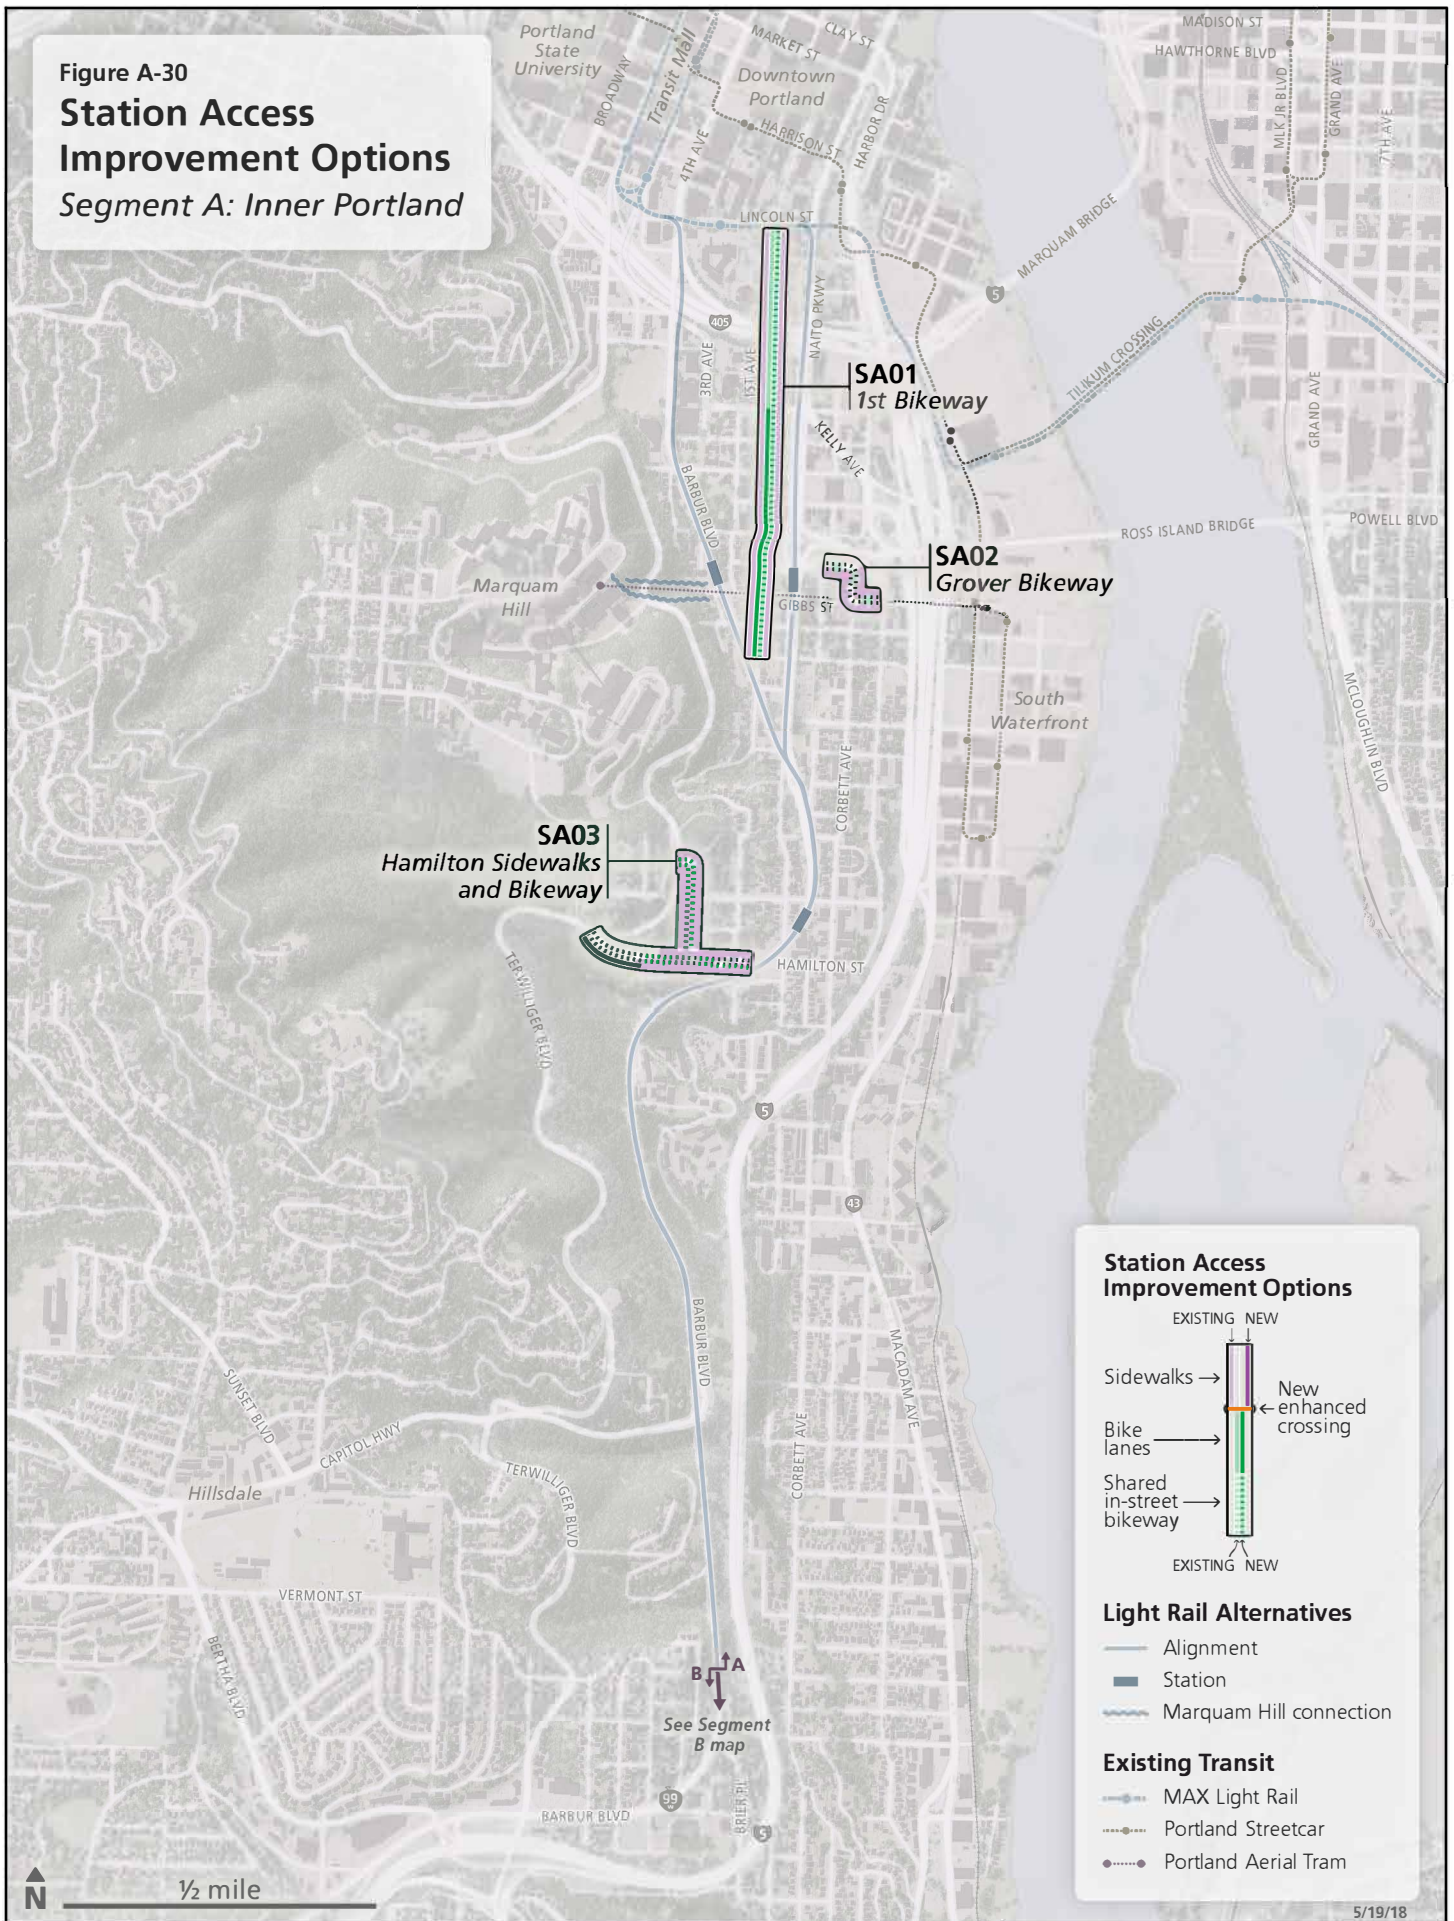 Figure A-30
Station Access
Improvement Options
Segment A: Inner Portland
Portland
State
University
BROADWAY
Transit Mall
MARKET ST
CLAY ST
Downtown
Portland
4TH AVE
HARRISON ST
HARBOR DR
LINCOLN ST
MADISON ST
HAWTHORNE BLVD
MLK JR BLVD
GRAND AVE
7TH AVE
MARQUAM BRIDGE
5
405
3RD AVE
1ST AVE
NAITO PKWY
TILIKUM CROSSING
GRAND AVE
SA01
1st Bikeway
KELLY AVE
BARBUR BLVD
ROSS ISLAND BRIDGE
POWELL BLVD
SA02
Grover Bikeway
Marquam
Hill
GIBBS ST
South
Waterfront
MCLOUGHLIN BLVD
CORBETT AVE
SA03
Hamilton Sidewalks
and Bikeway
HAMILTON ST
TERWILLIGER BLVD
5
43
BARBUR BLVD
MACADAM AVE
SUNSET BLVD
CAPITOL HWY
CORBETT AVE
Hillsdale
TERWILLIGER BLVD
VERMONT ST
BERTHA BLVD
B
A
See Segment
B map
99
W
BARBUR BLVD
BRIER PL
5
N
½ mile
Station Access
Improvement Options
EXISTING NEW
Sidewalks
New
enhanced
crossing
Bike
lanes
Shared
in-street
bikeway
EXISTING NEW
Light Rail Alternatives
Alignment
Station
Marquam Hill connection
Existing Transit
MAX Light Rail
Portland Streetcar
Portland Aerial Tram
5/19/18